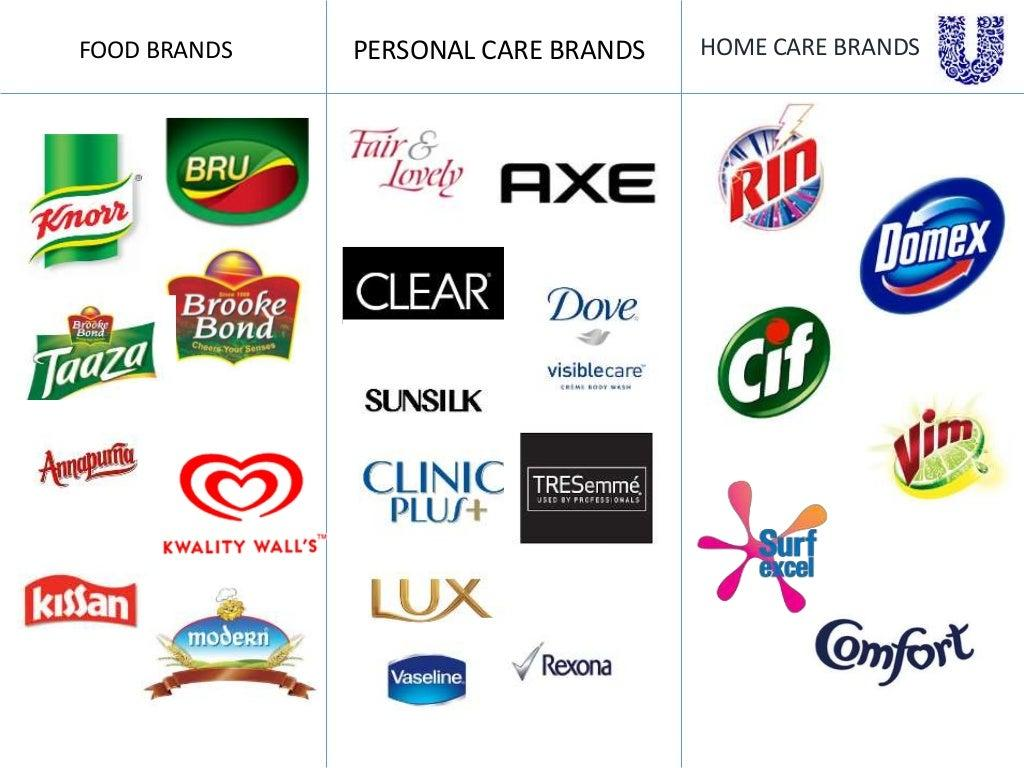 FOOD BRANDS
PERSONAL CARE BRANDS
HOME CARE BRANDS
Knorr
®
BRU
Since 1869
Brooke
Bond
Cheers Your Senses
Brooke
Bond
Taaza
Annapurna
KWALITY WALL'S™
kissan
modern
Fair &
Lovely
AXE
CLEAR
Dove
visiblecare™
CRÈME BODY WASH
SUNSILK
CLINIC
PLUS+
TRESemmé
USED BY PROFESSIONALS
LUX
Vaseline
Rexona
Rin
Domex
Cif
Vim
Surf
excel
Comfort